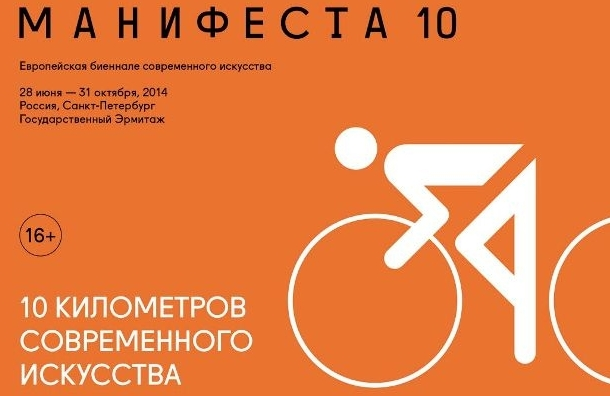 МАНИФЕСТА 10
Европейская биеннале современного искусства
28 июня — 31 октября, 2014
Россия, Санкт-Петербург
Государственный Эрмитаж
16+
10 КИЛОМЕТРОВ
СОВРЕМЕННОГО
ИСКУССТВА